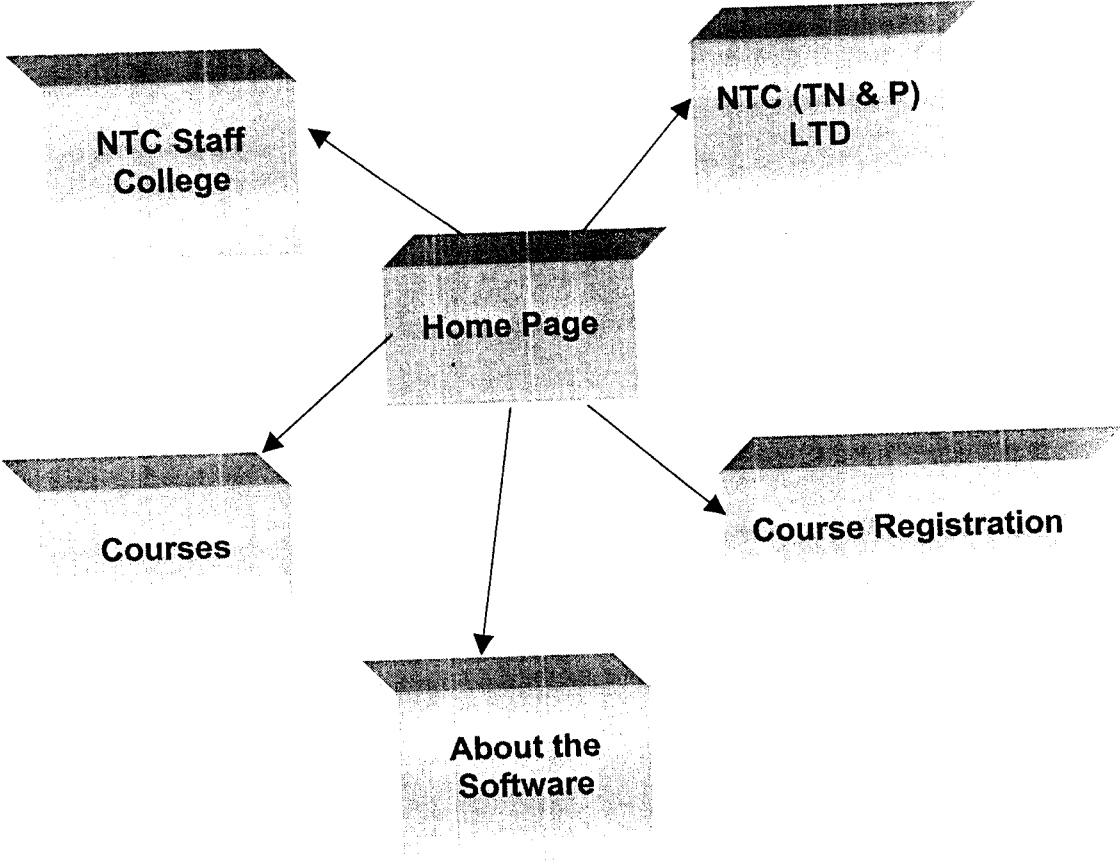 NTC Staff
College
NTC (TN & P)
LTD
Home Page
Courses
Course Registration
About the
Software